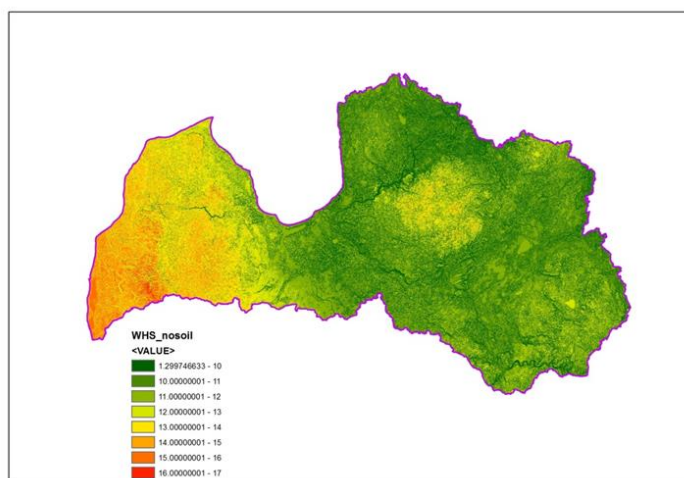 WHS_nosoil
<VALUE>
1.299746633 - 10
10.00000001 - 11
11.00000001 - 12
12.00000001 - 13
13.00000001 - 14
14.00000001 - 15
15.00000001 - 16
16.00000001 - 17